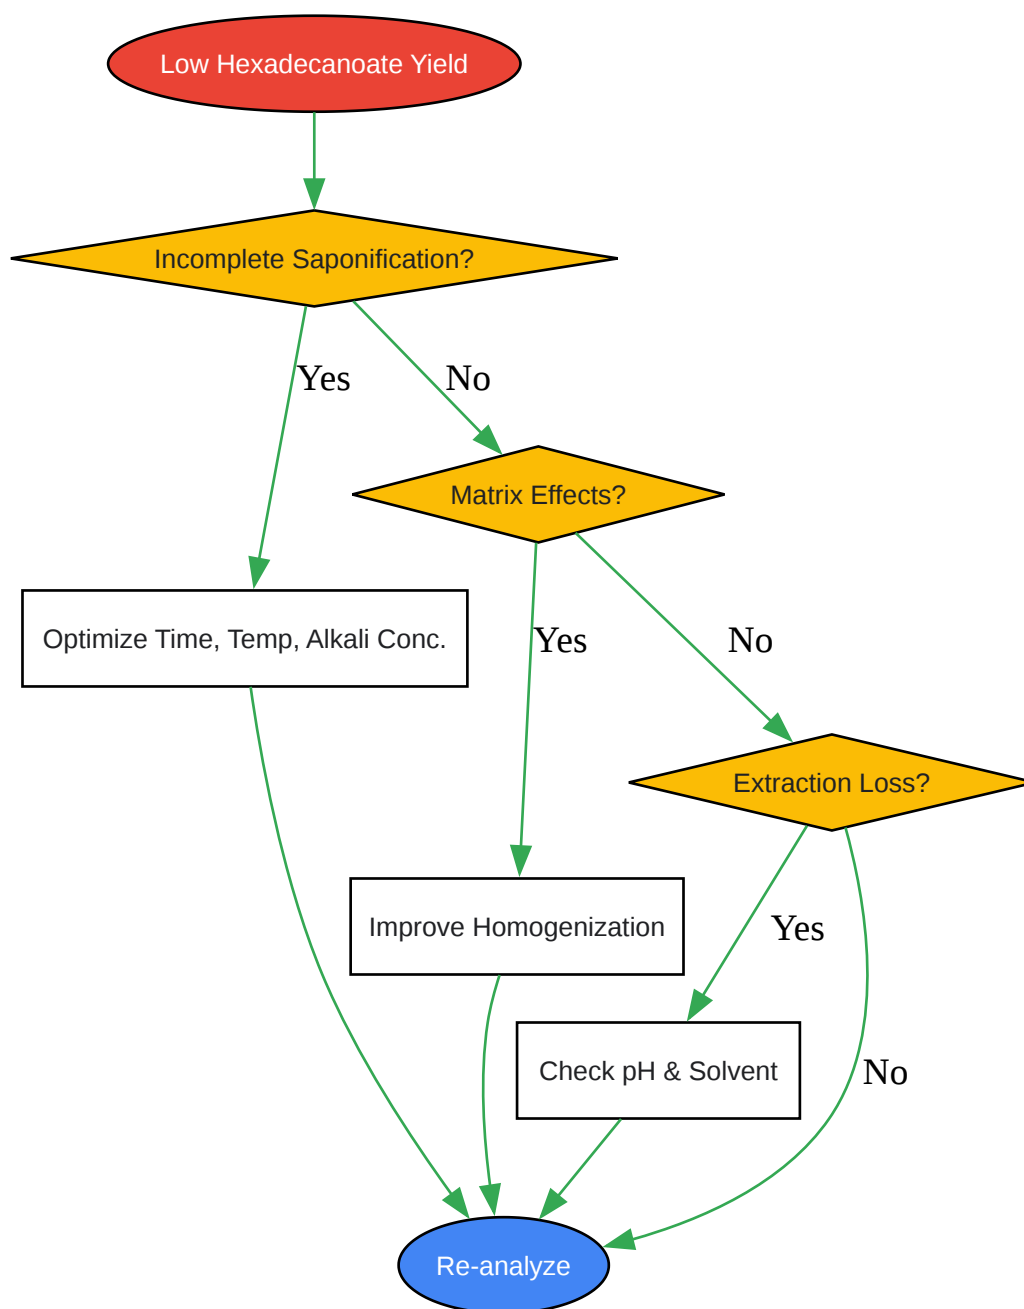 Low Hexadecanoate Yield
Incomplete Saponification?
Yes
No
Matrix Effects?
Optimize Time, Temp, Alkali Conc.
Yes
No
Extraction Loss?
Improve Homogenization
Yes
Check pH & Solvent
No
Re-analyze